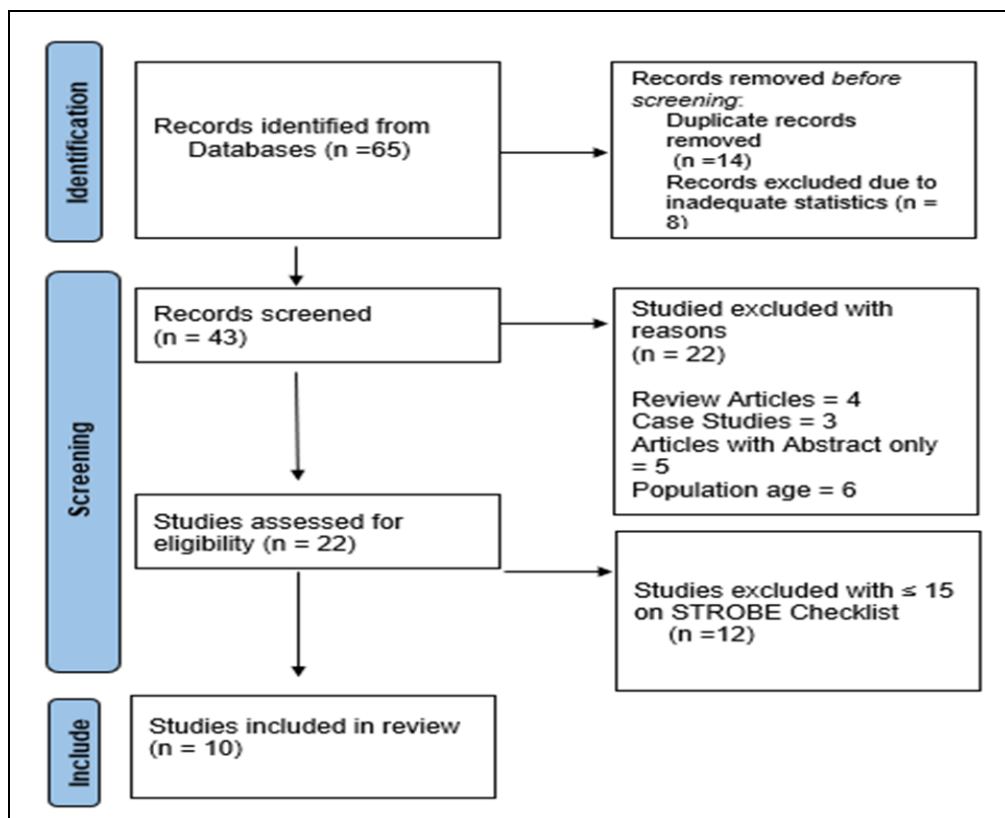 Identification
Records identified from
Databases (n =65)
Records removed before
screening:
Duplicate records
removed
(n =14)
Records excluded due to
inadequate statistics (n =
8)
Screening
Records screened
(n = 43)
Studied excluded with
reasons
(n = 22)
Review Articles = 4
Case Studies = 3
Articles with Abstract only
= 5
Population age = 6
Studies assessed for
eligibility (n = 22)
Studies excluded with ≤ 15
on STROBE Checklist
(n =12)
Include
Studies included in review
(n = 10)